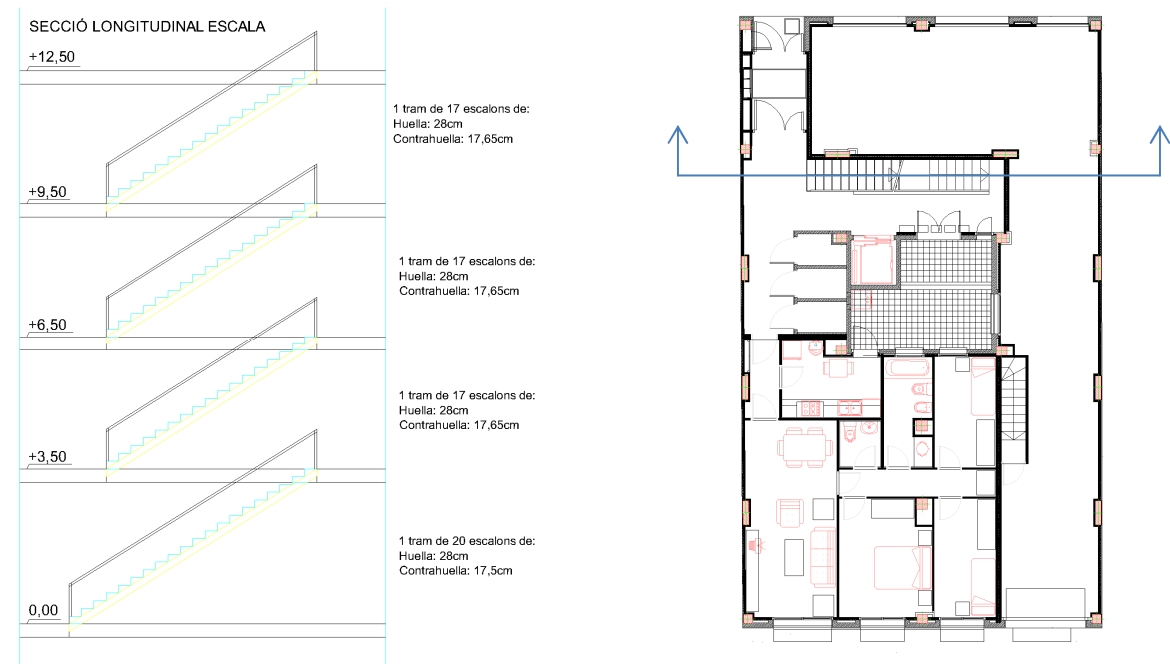 SECCIÓ LONGITUDINAL ESCALA
+12,50
1 tram de 17 escalons de:
Huella: 28cm
Contrahuella: 17,65cm
+9,50
1 tram de 17 escalons de:
Huella: 28cm
Contrahuella: 17,65cm
+6,50
1 tram de 17 escalons de:
Huella: 28cm
Contrahuella: 17,65cm
+3,50
1 tram de 20 escalons de:
Huella: 28cm
Contrahuella: 17,5cm
0,00